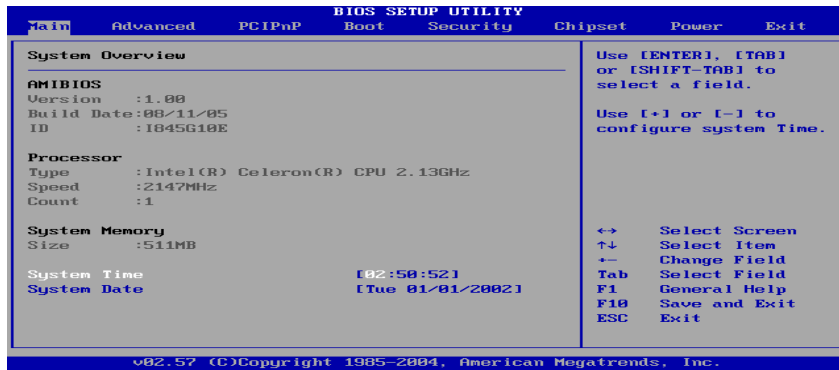 BIOS SETUP UTILITY
Main Advanced PCIPnP Boot Security Chipset Power Exit
System Overview
AMIBIOS
Version :1.00
Build Date:08/11/05
ID :I845G10E
Processor
Type :Intel(R) Celeron(R) CPU 2.13GHz
Speed :2147MHz
Count :1
System Memory
Size :511MB
System Time [02:50:52]
System Date [Tue 01/01/2002]
Use [ENTER], [TAB]
or [SHIFT-TAB] to
select a field.
Use [+] or [-] to
configure system Time.
↔ Select Screen
↑↓ Select Item
+- Change Field
Tab Select Field
F1 General Help
F10 Save and Exit
ESC Exit
v02.57 (C)Copyright 1985-2004, American Megatrends, Inc.